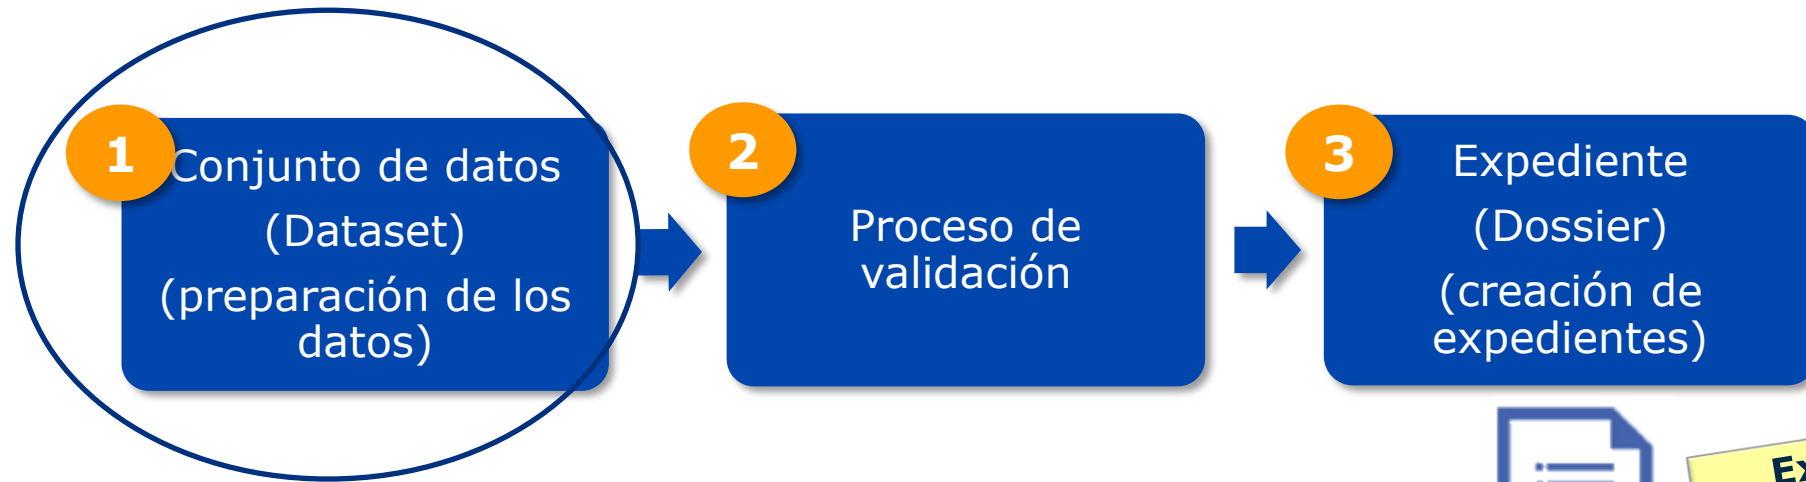 1
Conjunto de datos
(Dataset)
(preparación de los
datos)
2
Proceso de
validación
3
Expediente
(Dossier)
(creación de
expedientes)